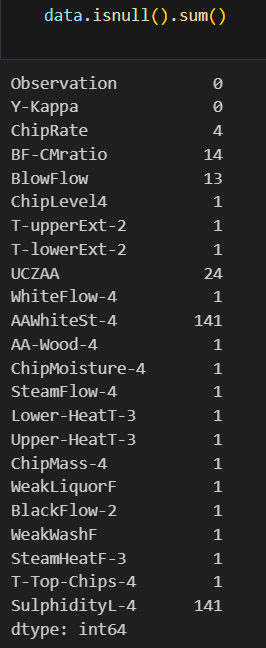 data.isnull().sum()
Observation 0
Y-Kappa 0
ChipRate 4
BF-CMratio 14
BlowFlow 13
ChipLevel4 1
T-upperExt-2 1
T-lowerExt-2 1
UCZAA 24
WhiteFlow-4 1
AAWhiteSt-4 141
AA-Wood-4 1
ChipMoisture-4 1
SteamFlow-4 1
Lower-HeatT-3 1
Upper-HeatT-3 1
ChipMass-4 1
WeakLiquorF 1
BlackFlow-2 1
WeakWashF 1
SteamHeatF-3 1
T-Top-Chips-4 1
SulphidityL-4 141
dtype: int64